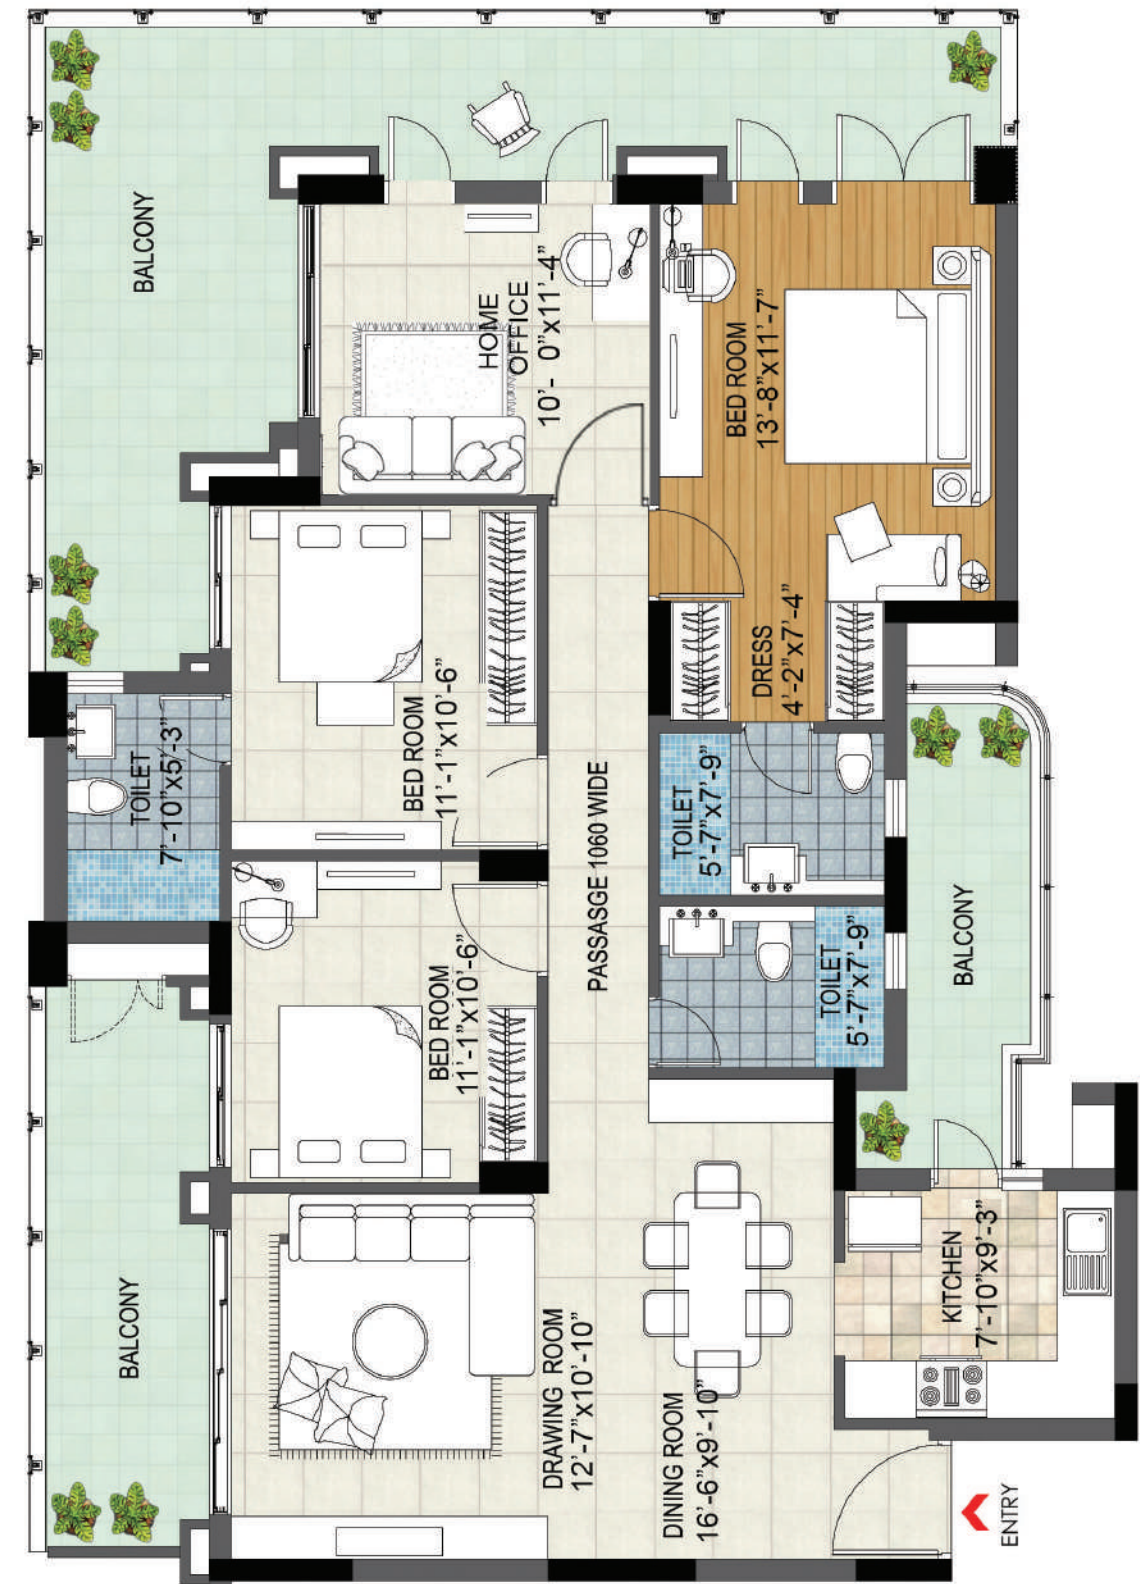 BALCONY
HOME
OFFICE
10'- 0"x11'-4"
BED ROOM
13'-8"x11'-7"
DRESS
4'-2"x7'-4"
BED ROOM
11'-1"x10'-6"
TOILET
7'-10"x5'-3"
TOILET
5'-7"x7'-9"
PASSASGE 1060 WIDE
TOILET
5'-7"x7'-9"
BALCONY
BED ROOM
11'-1"x10'-6"
BALCONY
DRAWING ROOM
12'-7"x10'-10"
DINING ROOM
16'-6"x9'-10"
KITCHEN
7'-10"x9'-3"
ENTRY